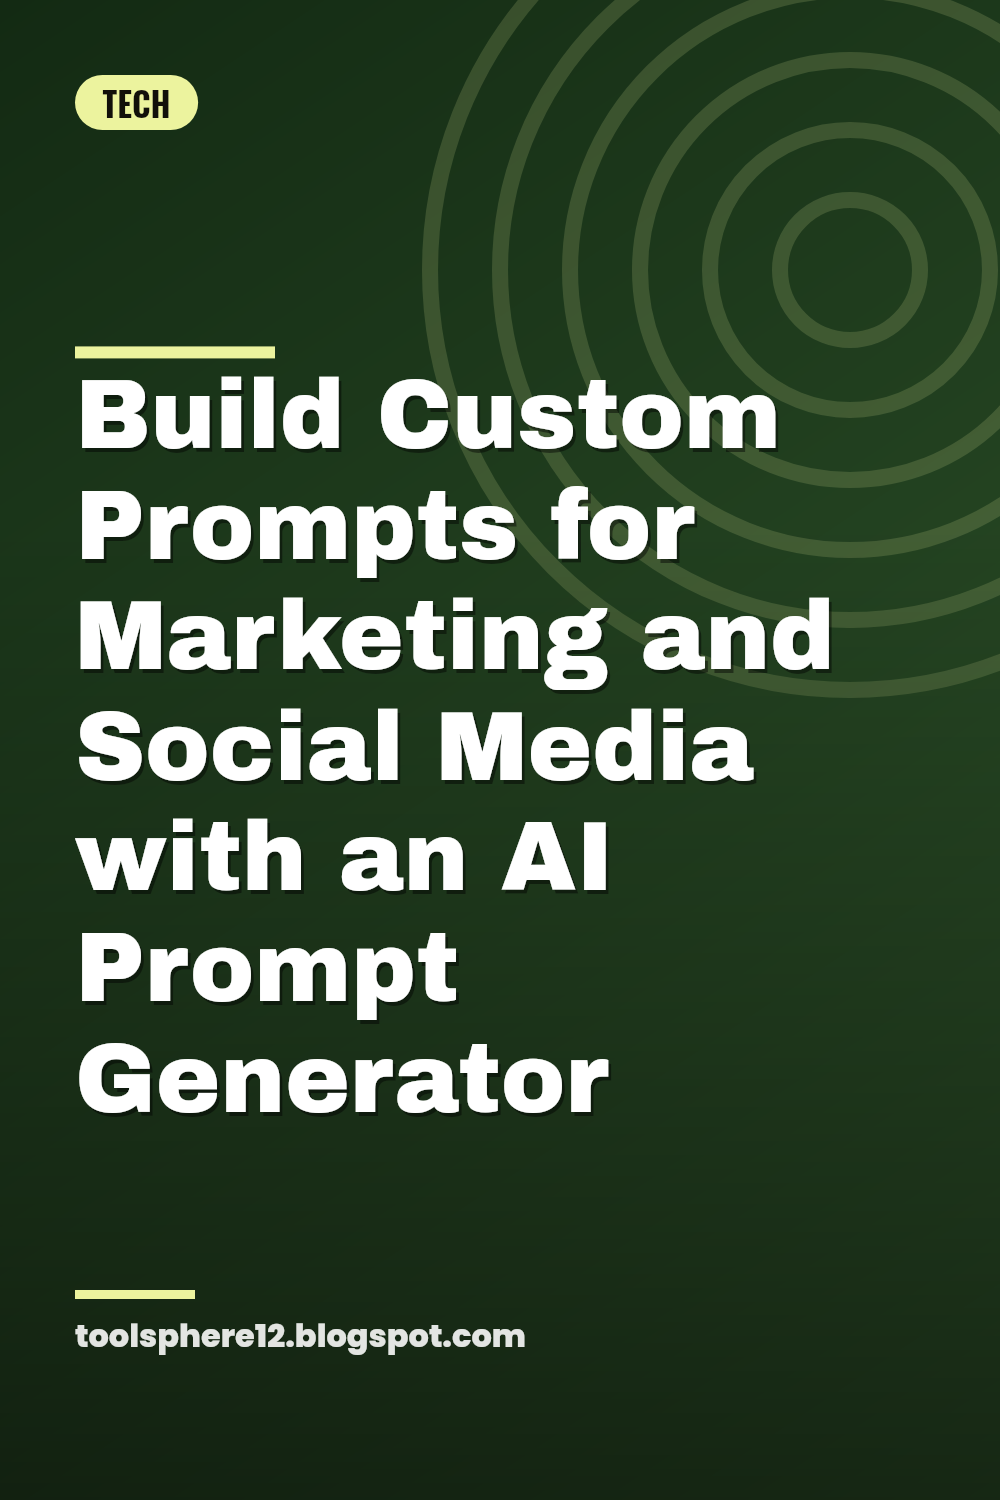 TECH
Build Custom
Prompts for
Marketing and
Social Media
with an AI
Prompt
Generator
toolsphere12.blogspot.com